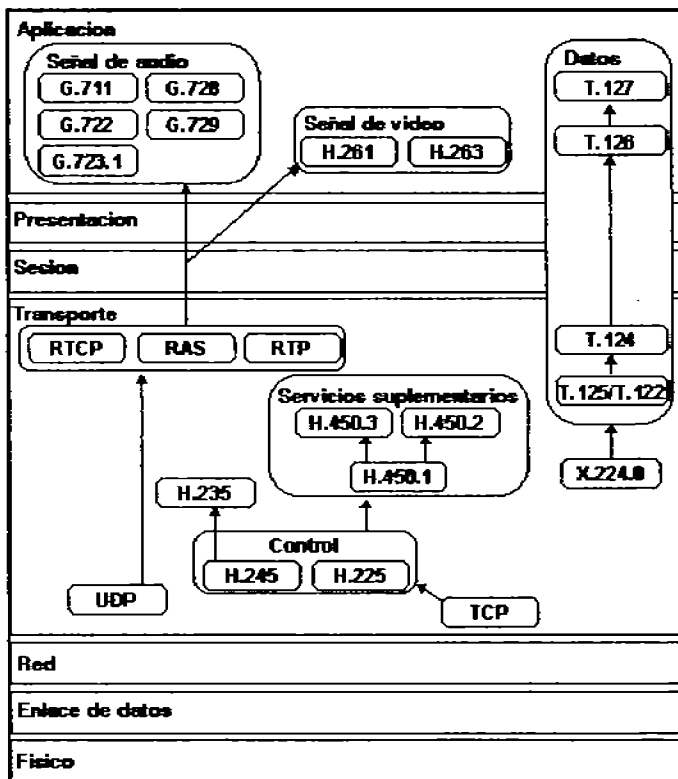 Aplicacion
Señal de audio
G.711 G.728
G.722 G.729
G.723.1
Señal de video
H.261 H.263
Datos
T.127
T.126
Presentacion
Sesion
Transporte
RTCP RAS RTP
T.124
T.125/T.122
Servicios suplementarios
H.450.3 H.450.2
H.450.1
X.224.0
H.235
Control
H.245 H.225
UDP
TCP
Red
Enlace de datos
Fisico